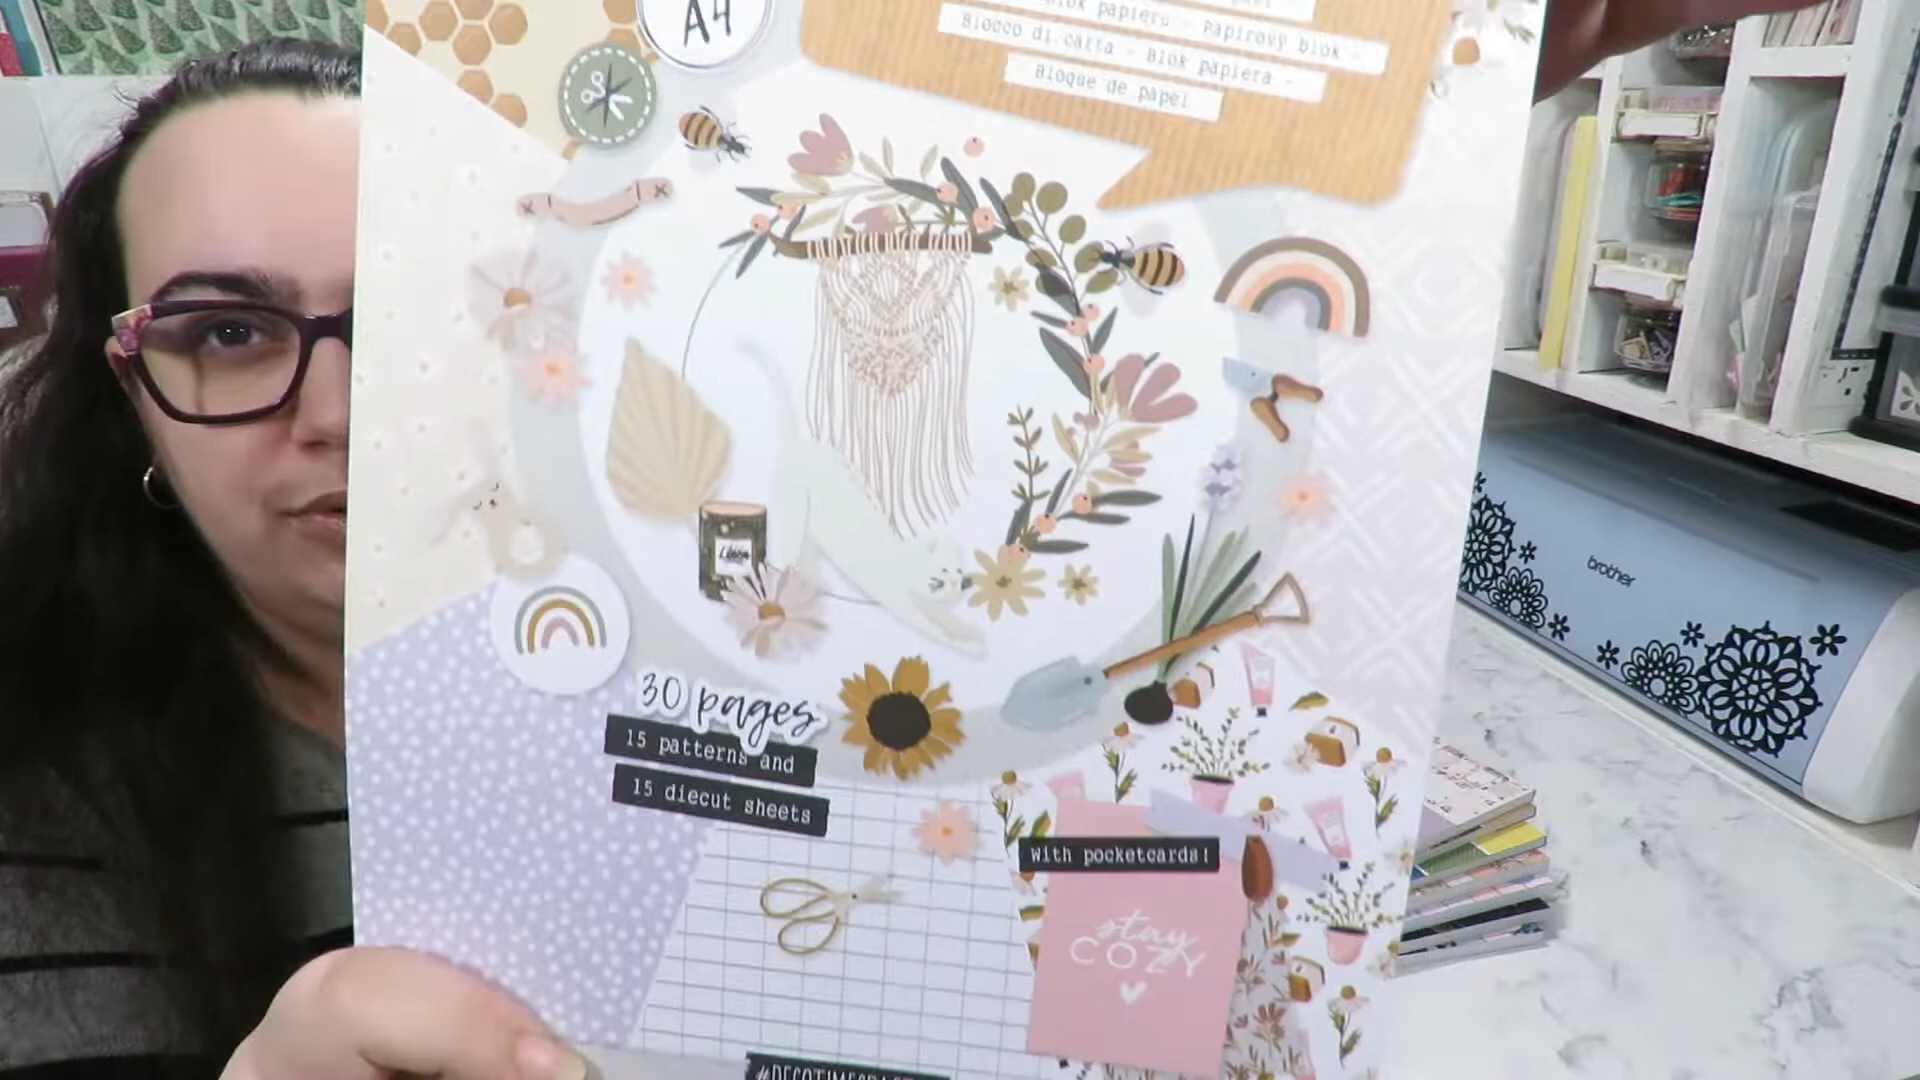 A4
blok papieru - Papírový blok -
Blocco di carta - Blok papiera -
Bloque de papel
30 pages
15 patterns and
15 diecut sheets
with pocketcards!
stay
COZY
brother